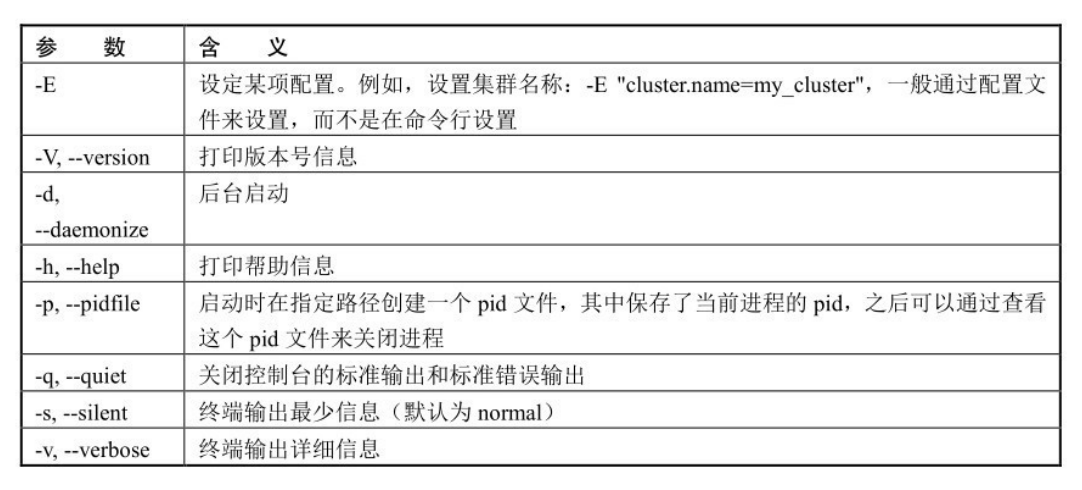 参 数 含 义
-E 设定某项配置。例如，设置集群名称：-E "cluster.name=my_cluster"，一般通过配置文
件来设置，而不是在命令行设置
-V, --version 打印版本号信息
-d, 后台启动
--daemonize
-h, --help 打印帮助信息
-p, --pidfile 启动时在指定路径创建一个 pid 文件，其中保存了当前进程的 pid，之后可以通过查看
这个 pid 文件来关闭进程
-q, --quiet 关闭控制台的标准输出和标准错误输出
-s, --silent 终端输出最少信息（默认为 normal）
-v, --verbose 终端输出详细信息